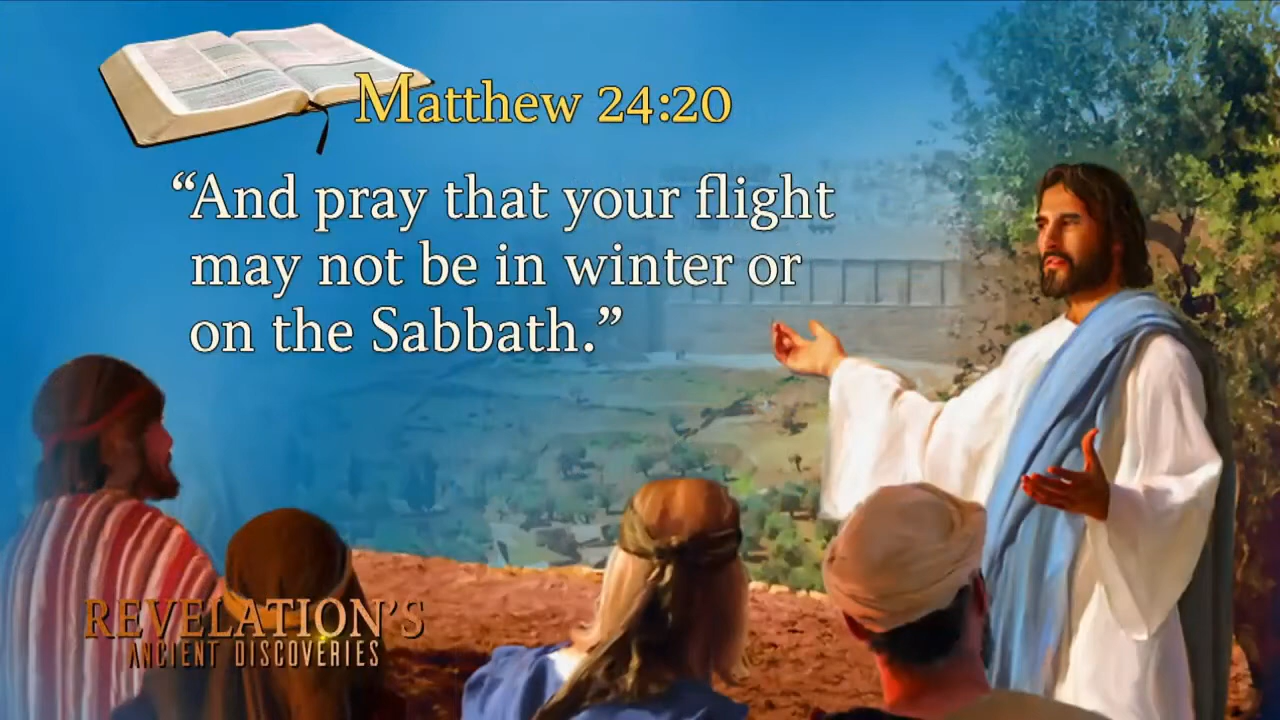 Matthew 24:20
“And pray that your flight
may not be in winter or
on the Sabbath.”
REVELATION'S
ANCIENT DISCOVERIES